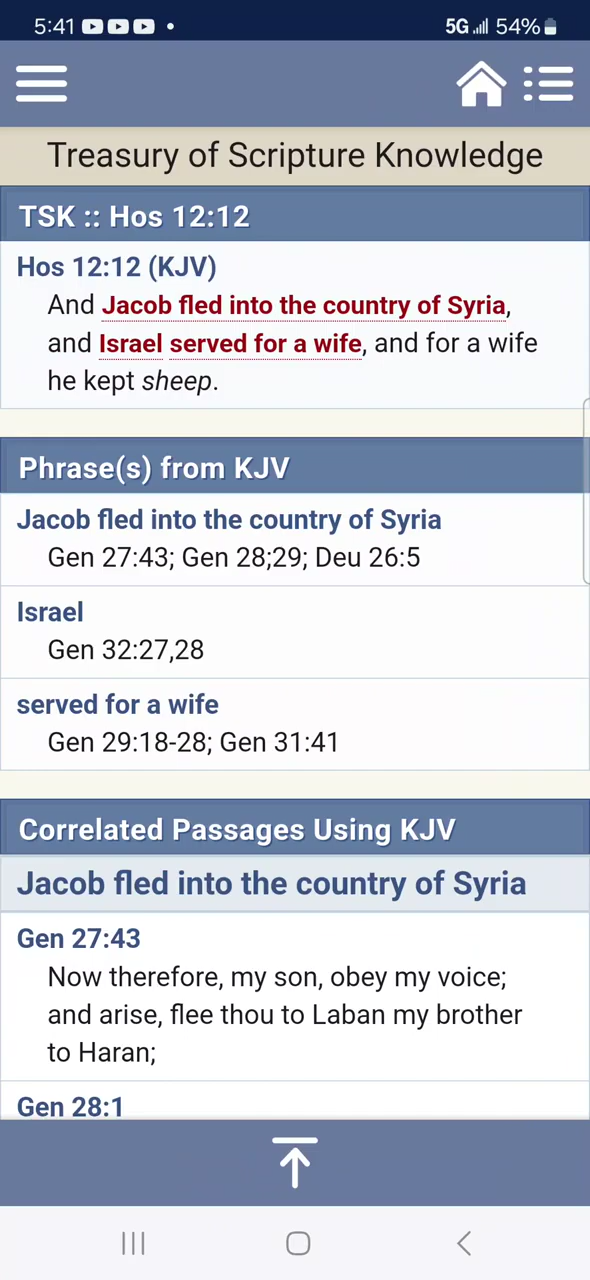 5:41
5G 54%
Treasury of Scripture Knowledge
TSK :: Hos 12:12
Hos 12:12 (KJV)
And Jacob fled into the country of Syria,
and Israel served for a wife, and for a wife
he kept sheep.
Phrase(s) from KJV
Jacob fled into the country of Syria
Gen 27:43; Gen 28;29; Deu 26:5
Israel
Gen 32:27,28
served for a wife
Gen 29:18-28; Gen 31:41
Correlated Passages Using KJV
Jacob fled into the country of Syria
Gen 27:43
Now therefore, my son, obey my voice;
and arise, flee thou to Laban my brother
to Haran;
Gen 28:1